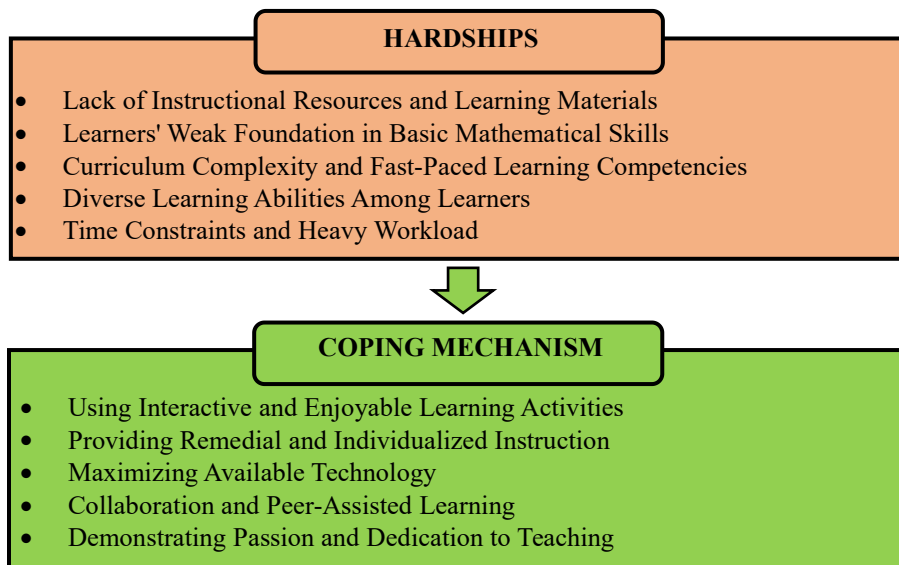 HARDSHIPS
• Lack of Instructional Resources and Learning Materials
• Learners' Weak Foundation in Basic Mathematical Skills
• Curriculum Complexity and Fast-Paced Learning Competencies
• Diverse Learning Abilities Among Learners
• Time Constraints and Heavy Workload
COPING MECHANISM
• Using Interactive and Enjoyable Learning Activities
• Providing Remedial and Individualized Instruction
• Maximizing Available Technology
• Collaboration and Peer-Assisted Learning
• Demonstrating Passion and Dedication to Teaching